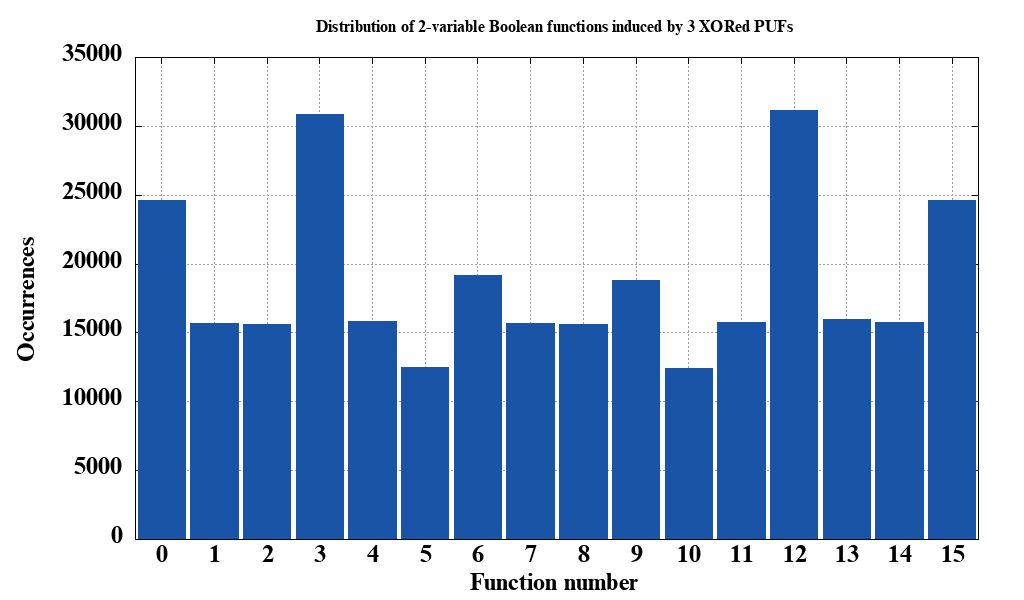 Distribution of 2-variable Boolean functions induced by 3 XORed PUFs
35000
30000
25000
20000
15000
10000
5000
0
Occurrences
0 1 2 3 4 5 6 7 8 9 10 11 12 13 14 15
Function number